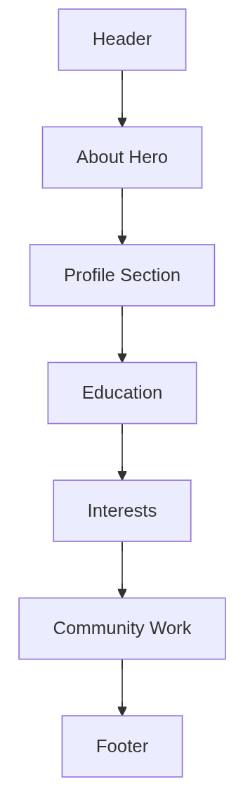 Header
About Hero
Profile Section
Education
Interests
Community Work
Footer